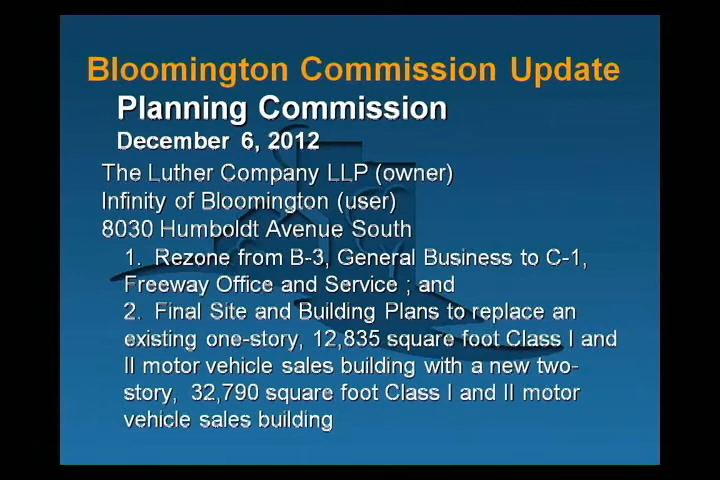 Bloomington Commission Update
Planning Commission
December 6, 2012
The Luther Company LLP (owner)
Infinity of Bloomington (user)
8030 Humboldt Avenue South
1. Rezone from B-3, General Business to C-1,
Freeway Office and Service ; and
2. Final Site and Building Plans to replace an
existing one-story, 12,835 square foot Class I and
II motor vehicle sales building with a new two-
story, 32,790 square foot Class I and II motor
vehicle sales building